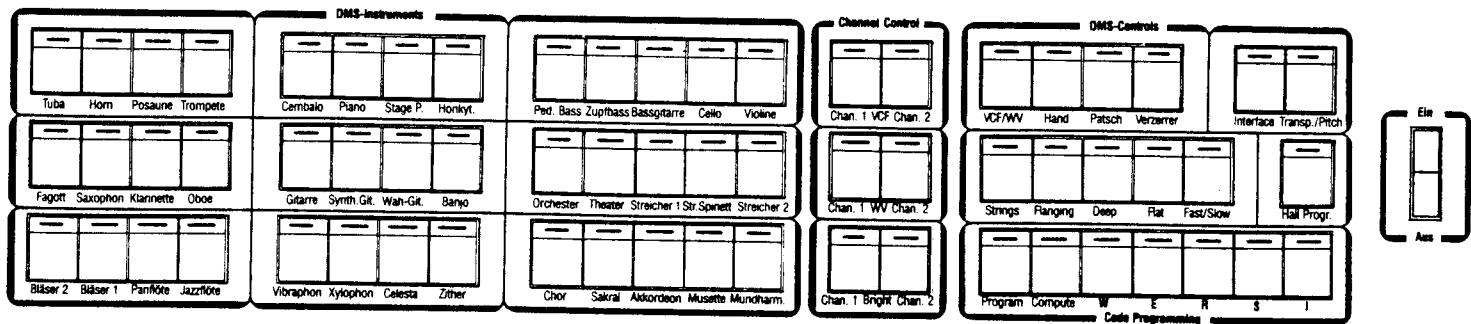 DMS-Instruments Channel Control DMS-Controls
Tuba Horn Posaune Trompete Cembalo Piano Stage P. Honkyt. Ped. Bass Zupfbass Bassgitarre Cello Violine Chan. 1 VCF Chan. 2 VCF/WV Hand Patsch Verzerrer Interface Transp./Pitch Ein
Fagott Saxophon Klarinette Oboe Gitarre Synth.Git. Wah-Git. Banjo Orchester Theater Streicher 1 Str.Spinett Streicher 2 Chan. 1 WV Chan. 2 Strings Flanging Deep Flat Fast/Slow Hall Progr. Aus
Bläser 2 Bläser 1 Panflöte Jazzflöte Vibraphon Xylophon Celesta Zither Chor Sakral Akkordeon Musette Mundharm. Chan. 1 Bright Chan. 2 Program Compute W E R S I
Code Programming